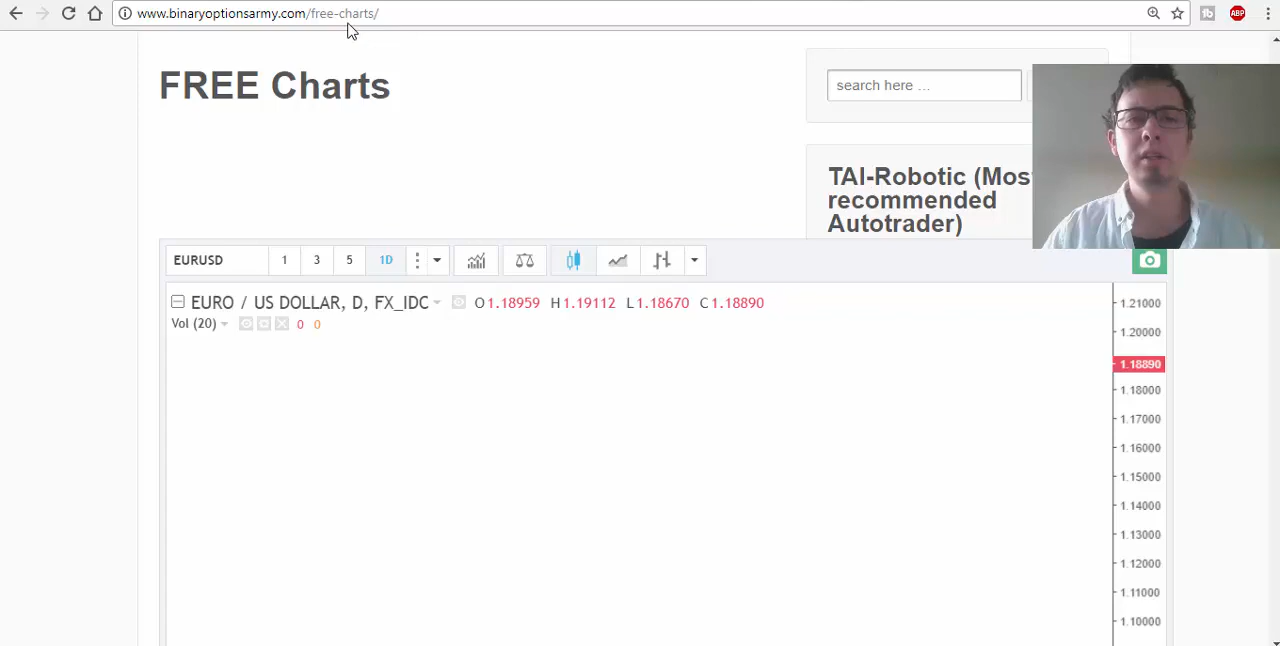 www.binaryoptionsarmy.com/free-charts/
ABP
FREE Charts
search here ...
TAI-Robotic (Mos
recommended
Autotrader)
EURUSD 1 3 5 1D
EURO / US DOLLAR, D, FX_IDC O 1.18959 H 1.19112 L 1.18670 C 1.18890
Vol (20) 0 0
1.21000
1.20000
1.18890
1.18000
1.17000
1.16000
1.15000
1.14000
1.13000
1.12000
1.11000
1.10000